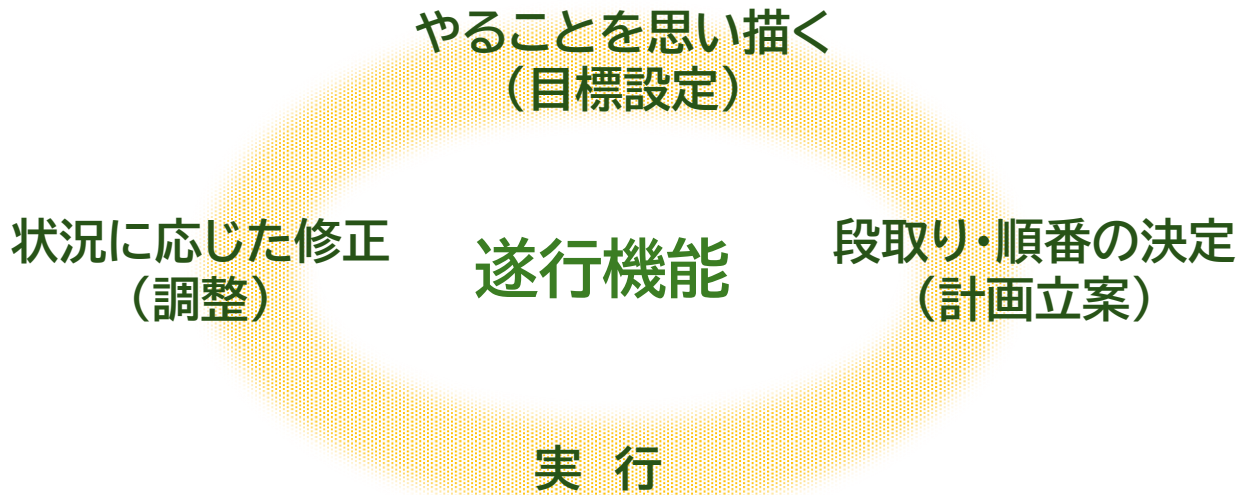 やることを思い描く
（目標設定）
状況に応じた修正
（調整）
遂行機能
段取り・順番の決定
（計画立案）
実 行